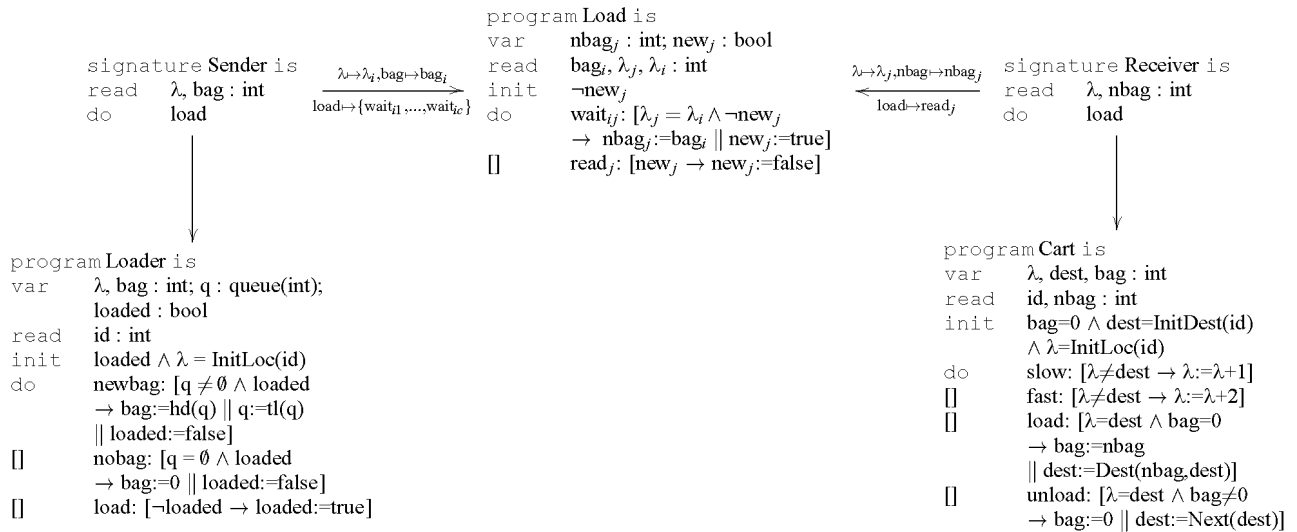 program Load is
var nbag_j : int; new_j : bool
read bag_i, λ_j, λ_i : int
init ¬new_j
do wait_ij: [λ_j = λ_i ∧ ¬new_j
→ nbag_j:=bag_i || new_j:=true]
[] read_j: [new_j → new_j:=false]
signature Sender is
read λ, bag : int
do load
λ↦λ_i,bag↦bag_i
load↦{wait_i1,...,wait_ic}
λ↦λ_j,nbag↦nbag_j
load↦read_j
signature Receiver is
read λ, nbag : int
do load
program Loader is
var λ, bag : int; q : queue(int);
loaded : bool
read id : int
init loaded ∧ λ = InitLoc(id)
do newbag: [q ≠ ∅ ∧ loaded
→ bag:=hd(q) || q:=tl(q)
|| loaded:=false]
[] nobag: [q = ∅ ∧ loaded
→ bag:=0 || loaded:=false]
[] load: [¬loaded → loaded:=true]
program Cart is
var λ, dest, bag : int
read id, nbag : int
init bag=0 ∧ dest=InitDest(id)
∧ λ=InitLoc(id)
do slow: [λ≠dest → λ:=λ+1]
[] fast: [λ≠dest → λ:=λ+2]
[] load: [λ=dest ∧ bag=0
→ bag:=nbag
|| dest:=Dest(nbag,dest)]
[] unload: [λ=dest ∧ bag≠0
→ bag:=0 || dest:=Next(dest)]